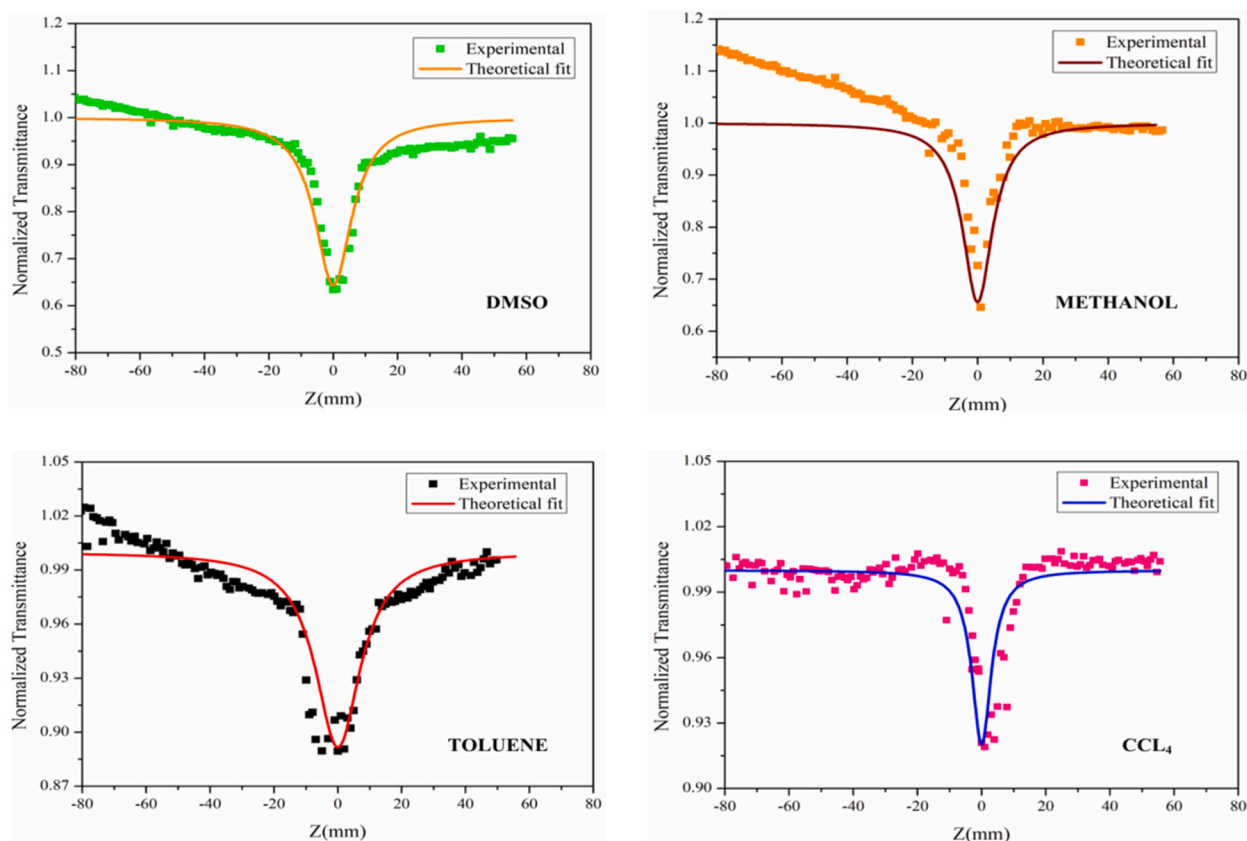 1.2
1.1
1.0
0.9
0.8
0.7
0.6
0.5
Normalized Transmittance
Experimental
Theoretical fit
DMSO
-80 -60 -40 -20 0 20 40 60 80
Z(mm)
1.2
1.1
1.0
0.9
0.8
0.7
0.6
Normalized Transmittance
Experimental
Theoretical fit
METHANOL
-80 -60 -40 -20 0 20 40 60 80
Z(mm)
1.05
1.02
0.99
0.96
0.93
0.90
0.87
Normalized Transmittance
Experimental
Theoretical fit
TOLUENE
-80 -60 -40 -20 0 20 40 60 80
Z(mm)
1.05
1.02
0.99
0.96
0.93
0.90
Normalized Transmittance
Experimental
Theoretical fit
CCL₄
-80 -60 -40 -20 0 20 40 60 80
Z(mm)